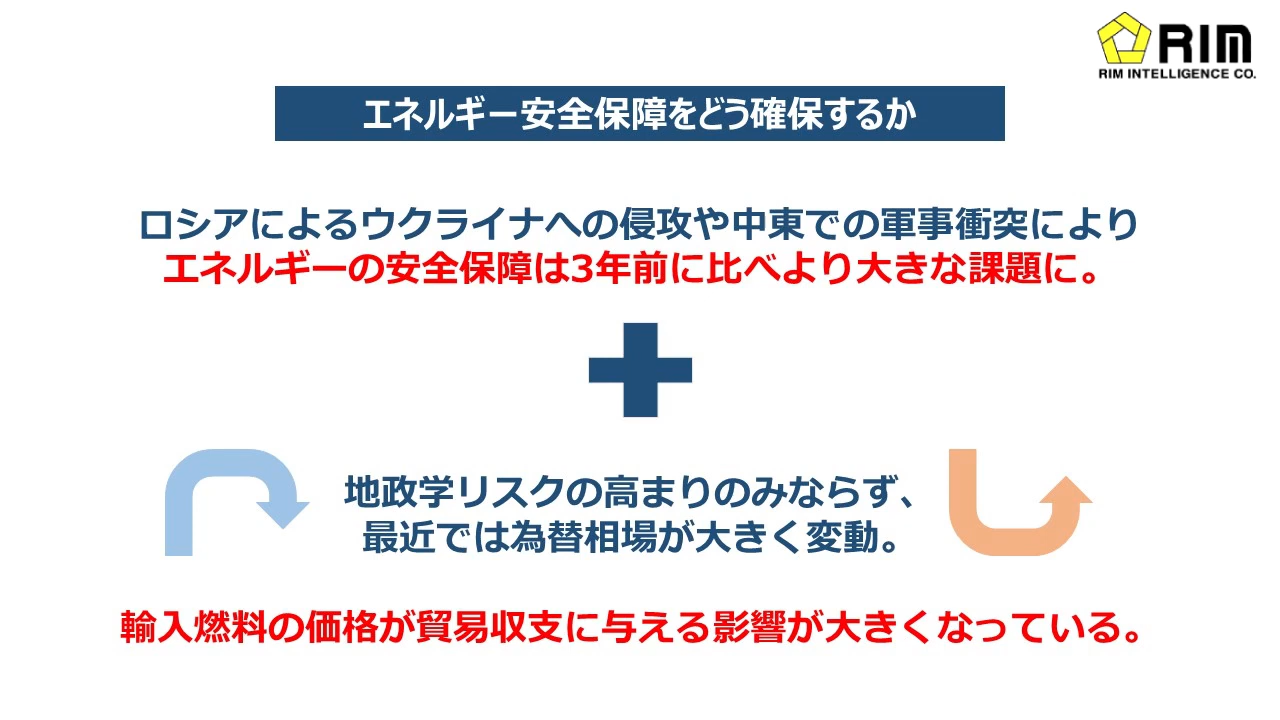 RIM
RIM INTELLIGENCE CO.
エネルギー安全保障をどう確保するか
ロシアによるウクライナへの侵攻や中東での軍事衝突により
エネルギーの安全保障は3年前に比べより大きな課題に。
地政学リスクの高まりのみならず、
最近では為替相場が大きく変動。
輸入燃料の価格が貿易収支に与える影響が大きくなっている。